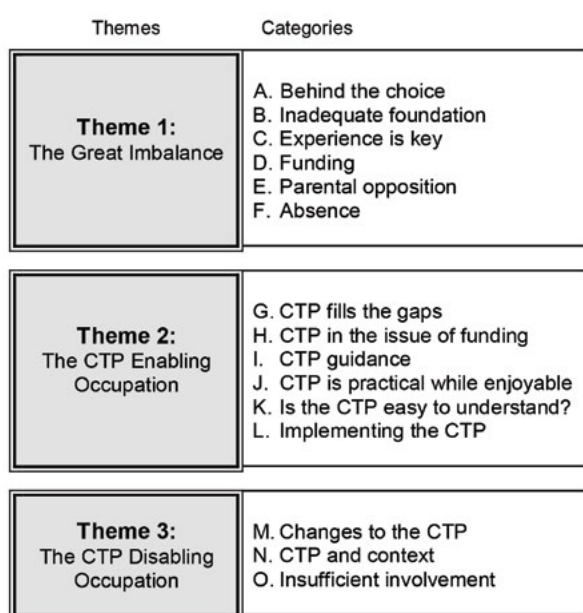 Themes Categories
Theme 1:
The Great Imbalance
A. Behind the choice
B. Inadequate foundation
C. Experience is key
D. Funding
E. Parental opposition
F. Absence
Theme 2:
The CTP Enabling
Occupation
G. CTP fills the gaps
H. CTP in the issue of funding
I. CTP guidance
J. CTP is practical while enjoyable
K. Is the CTP easy to understand?
L. Implementing the CTP
Theme 3:
The CTP Disabling
Occupation
M. Changes to the CTP
N. CTP and context
O. Insufficient involvement